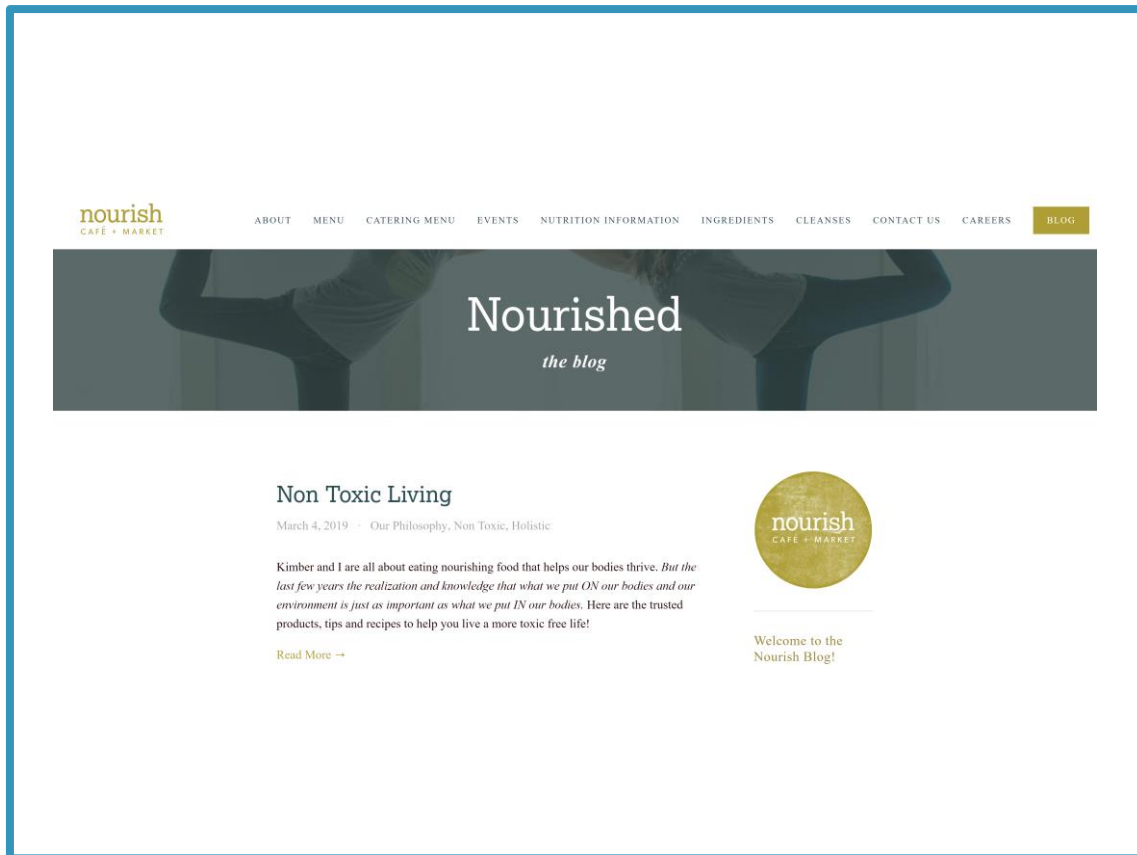 nourish
CAFÉ + MARKET
ABOUT MENU CATERING MENU EVENTS NUTRITION INFORMATION INGREDIENTS CLEANSES CONTACT US CAREERS BLOG
Nourished
the blog
Non Toxic Living
March 4, 2019 · Our Philosophy, Non Toxic, Holistic
Kimber and I are all about eating nourishing food that helps our bodies thrive. But the
last few years the realization and knowledge that what we put ON our bodies and our
environment is just as important as what we put IN our bodies. Here are the trusted
products, tips and recipes to help you live a more toxic free life!
Read More →
nourish
CAFÉ + MARKET
Welcome to the
Nourish Blog!